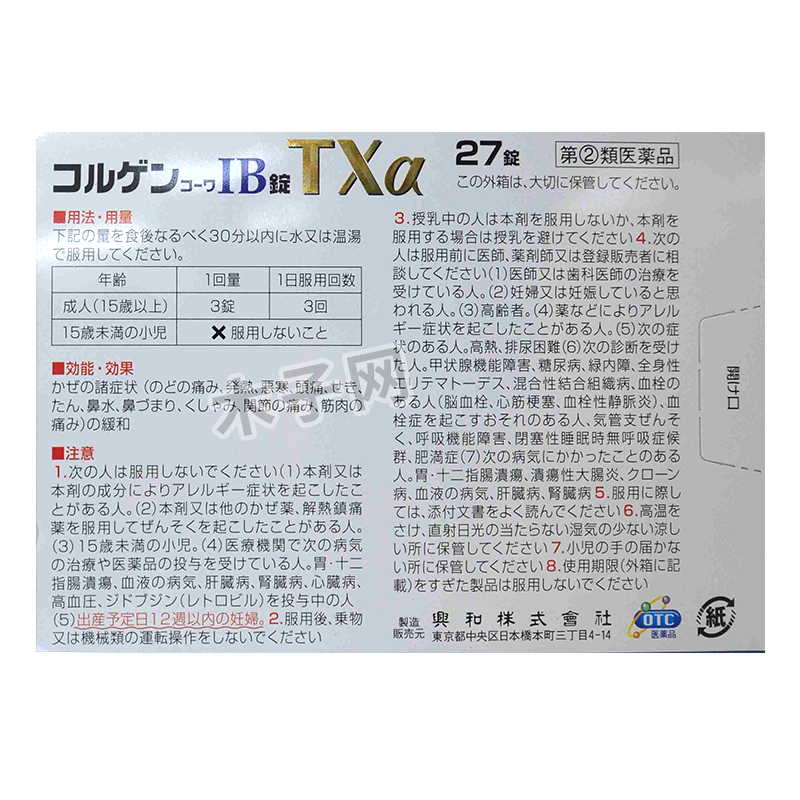 コルゲンコーワIB錠TXα 27錠 指定②類医薬品
この外箱は、大切に保管してください。
■用法・用量
下記の量を食後なるべく30分以内に水又は温湯
で服用してください。
年齢 1回量 1日服用回数
成人(15歳以上) 3錠 3回
15歳未満の小児 ✕服用しないこと
■効能・効果
かぜの諸症状(のどの痛み、発熱、悪寒、頭痛、せき、
たん、鼻水、鼻づまり、くしゃみ、関節の痛み、筋肉の
痛み)の緩和
■注意
1.次の人は服用しないでください(1)本剤又は
本剤の成分によりアレルギー症状を起こしたこ
とがある人。(2)本剤又は他のかぜ薬、解熱鎮痛
薬を服用してぜんそくを起こしたことがある人。
(3)15歳未満の小児。(4)医療機関で次の病気
の治療や医薬品の投与を受けている人。胃・十二
指腸潰瘍、血液の病気、肝臓病、腎臓病、心臓病、
高血圧、ジドブジン(レトロビル)を投与中の人
(5)出産予定日12週以内の妊婦。2.服用後、乗物
又は機械類の運転操作をしないでください
3.授乳中の人は本剤を服用しないか、本剤を
服用する場合は授乳を避けてください4.次の
人は服用前に医師、薬剤師又は登録販売者に相
談してください(1)医師又は歯科医師の治療を
受けている人。(2)妊婦又は妊娠していると思
われる人。(3)高齢者。(4)薬などによりアレル
ギー症状を起こしたことがある人。(5)次の症
状のある人。高熱、排尿困難(6)次の診断を受け
た人。甲状腺機能障害、糖尿病、緑内障、全身性
エリテマトーデス、混合性結合組織病、血栓の
ある人(脳血栓、心筋梗塞、血栓性静脈炎)、血
栓症を起こすおそれのある人、気管支ぜんそ
く、呼吸機能障害、閉塞性睡眠時無呼吸症候
群、肥満症(7)次の病気にかかったことのある
人。胃・十二指腸潰瘍、潰瘍性大腸炎、クローン
病、血液の病気、肝臓病、腎臓病5.服用に際し
ては、添付文書をよく読んでください6.高温を
さけ、直射日光の当たらない湿気の少ない涼し
い所に保管してください7.小児の手の届かな
い所に保管してください8.使用期限(外箱に記
載)をすぎた製品は服用しないでください
製造
販売元
興和株式會社
東京都中央区日本橋本町三丁目4-14
OTC
医薬品
紙
開け口
木子网